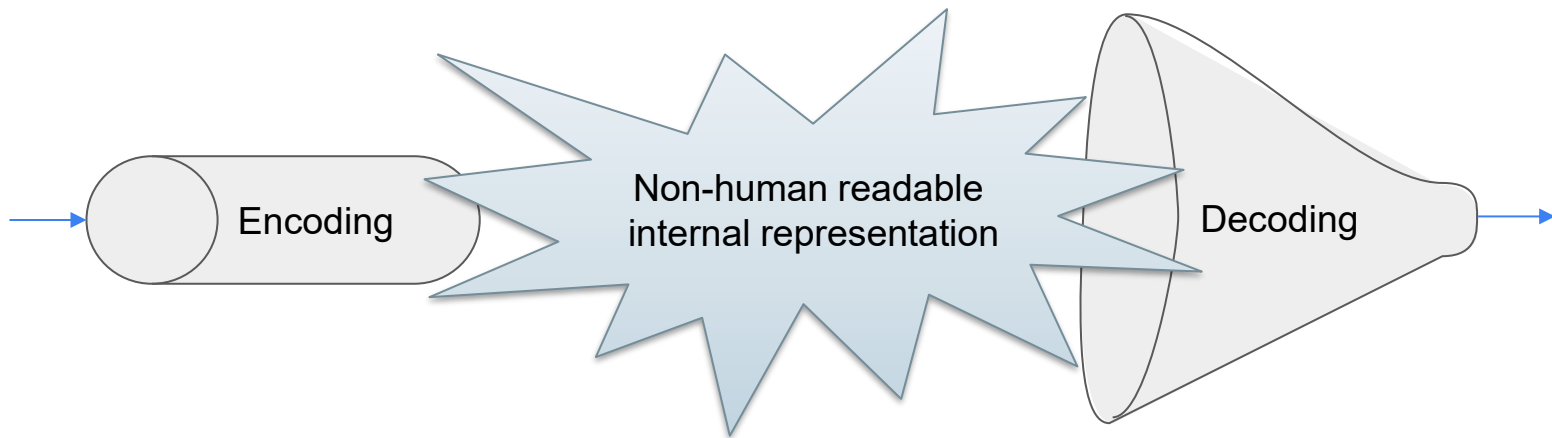 Encoding
Non-human readable
internal representation
Decoding